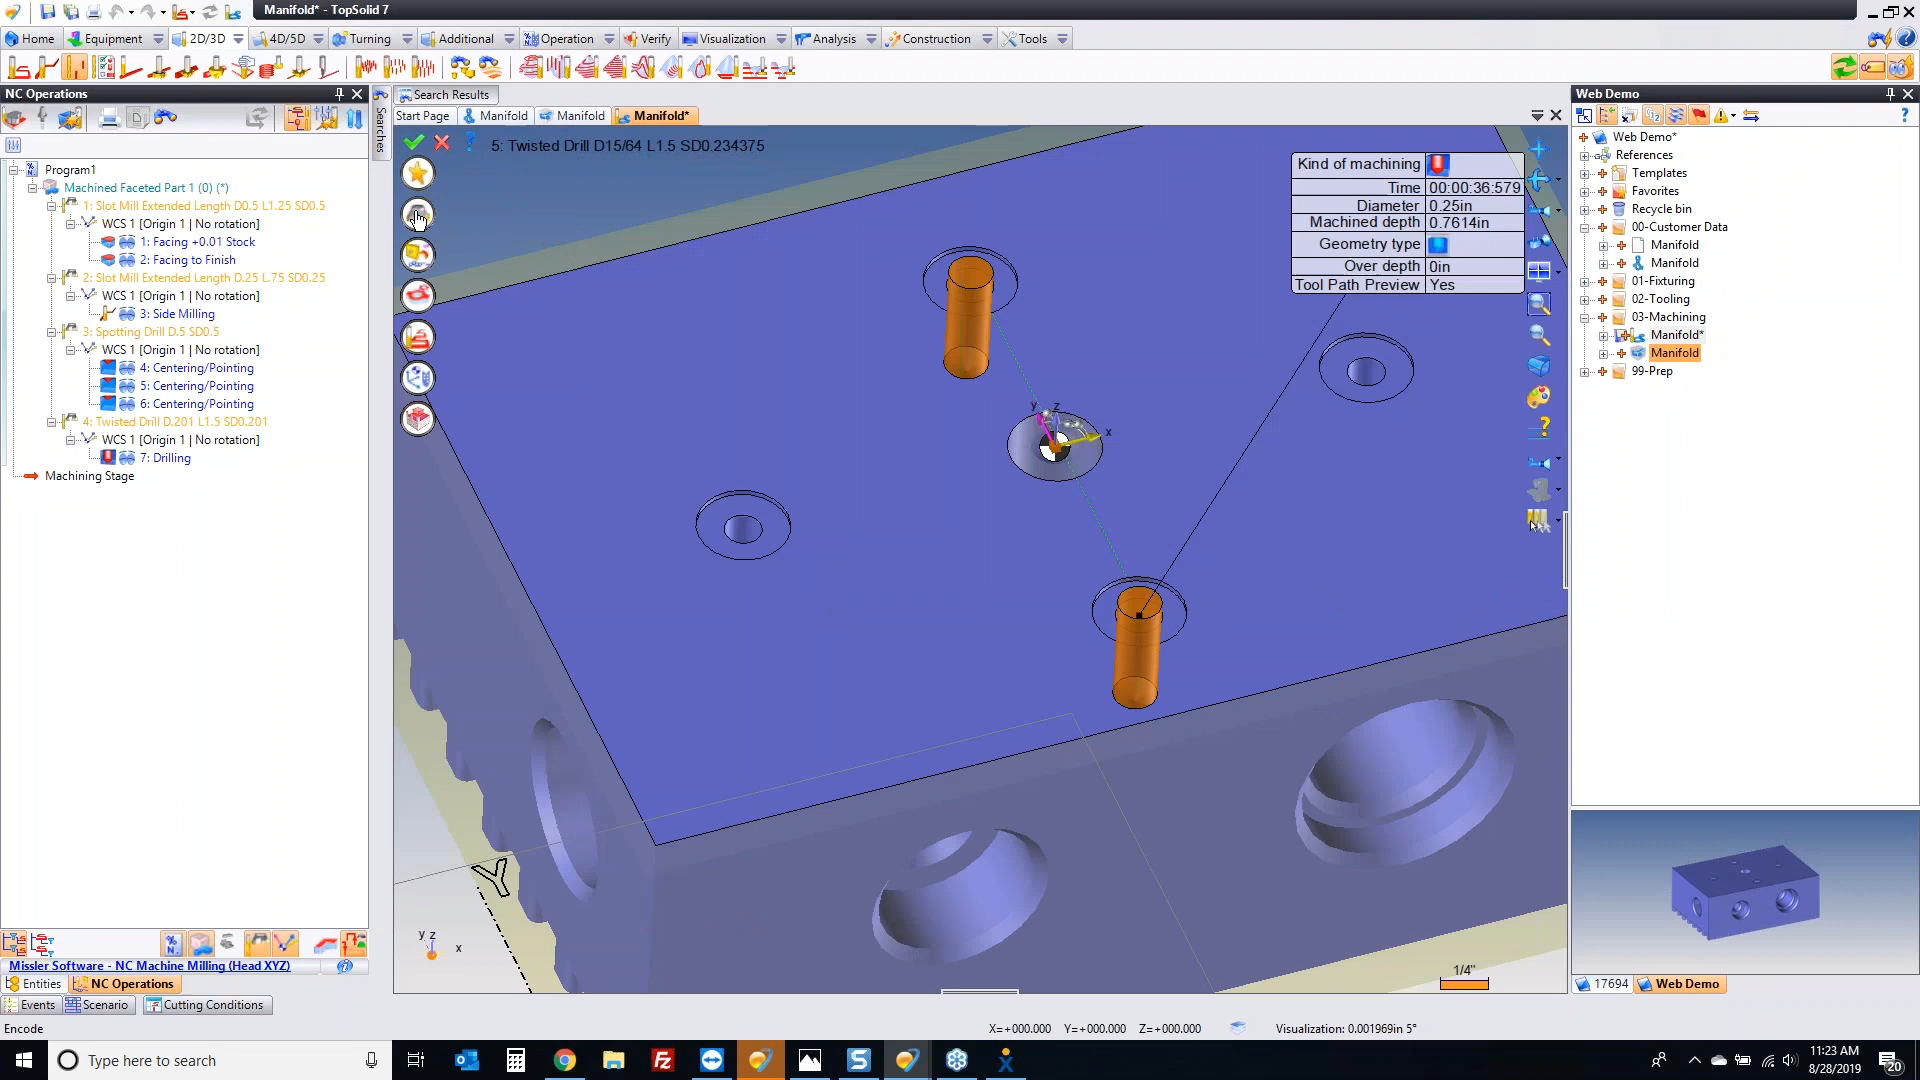 Manifold* - TopSolid 7
Home
Equipment
2D/3D
4D/5D
Turning
Additional
Operation
Verify
Visualization
Analysis
Construction
Tools
NC Operations
Program1
Machined Faceted Part 1 (0) (*)
1: Slot Mill Extended Length D0.5 L1.25 SD0.5
WCS 1 [Origin 1 | No rotation]
1: Facing +0.01 Stock
2: Facing to Finish
2: Slot Mill Extended Length D.25 L.75 SD0.25
WCS 1 [Origin 1 | No rotation]
3: Side Milling
3: Spotting Drill D.5 SD0.5
WCS 1 [Origin 1 | No rotation]
4: Centering/Pointing
5: Centering/Pointing
6: Centering/Pointing
4: Twisted Drill D.201 L1.5 SD0.201
WCS 1 [Origin 1 | No rotation]
7: Drilling
Machining Stage
Missler Software - NC Machine Milling (Head XYZ)
Entities
NC Operations
Events
Scenario
Cutting Conditions
Encode
Searches
Search Results
Start Page
Manifold
Manifold
Manifold*
5: Twisted Drill D15/64 L1.5 SD0.234375
Kind of machining
Time 00:00:36:579
Diameter 0.25in
Machined depth 0.7614in
Geometry type
Over depth 0in
Tool Path Preview Yes
y z x
Y
y z x
1/4"
X=+000.000 Y=+000.000 Z=+000.000
Visualization: 0.001969in 5°
Web Demo
Web Demo*
References
Templates
Favorites
Recycle bin
00-Customer Data
Manifold
Manifold
01-Fixturing
02-Tooling
03-Machining
Manifold*
Manifold
99-Prep
17694
Web Demo
Type here to search
11:23 AM
8/28/2019
20